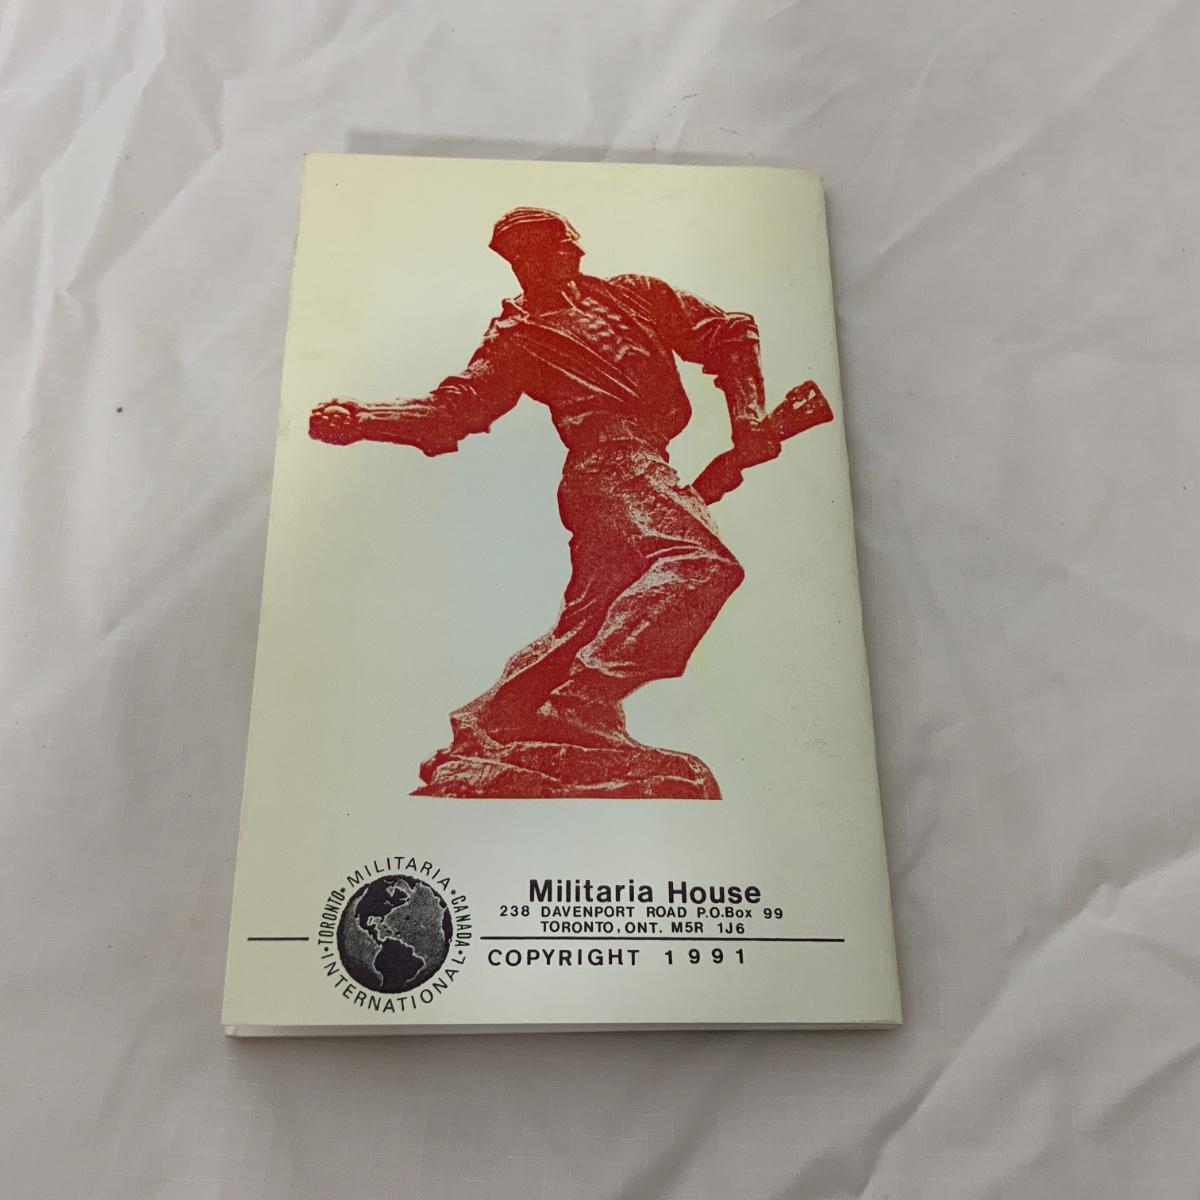 MILITARIA * CANADA * INTERNATIONAL * TORONTO *
Militaria House
238 DAVENPORT ROAD P.O.Box 99
TORONTO, ONT. M5R 1J6
COPYRIGHT 1991